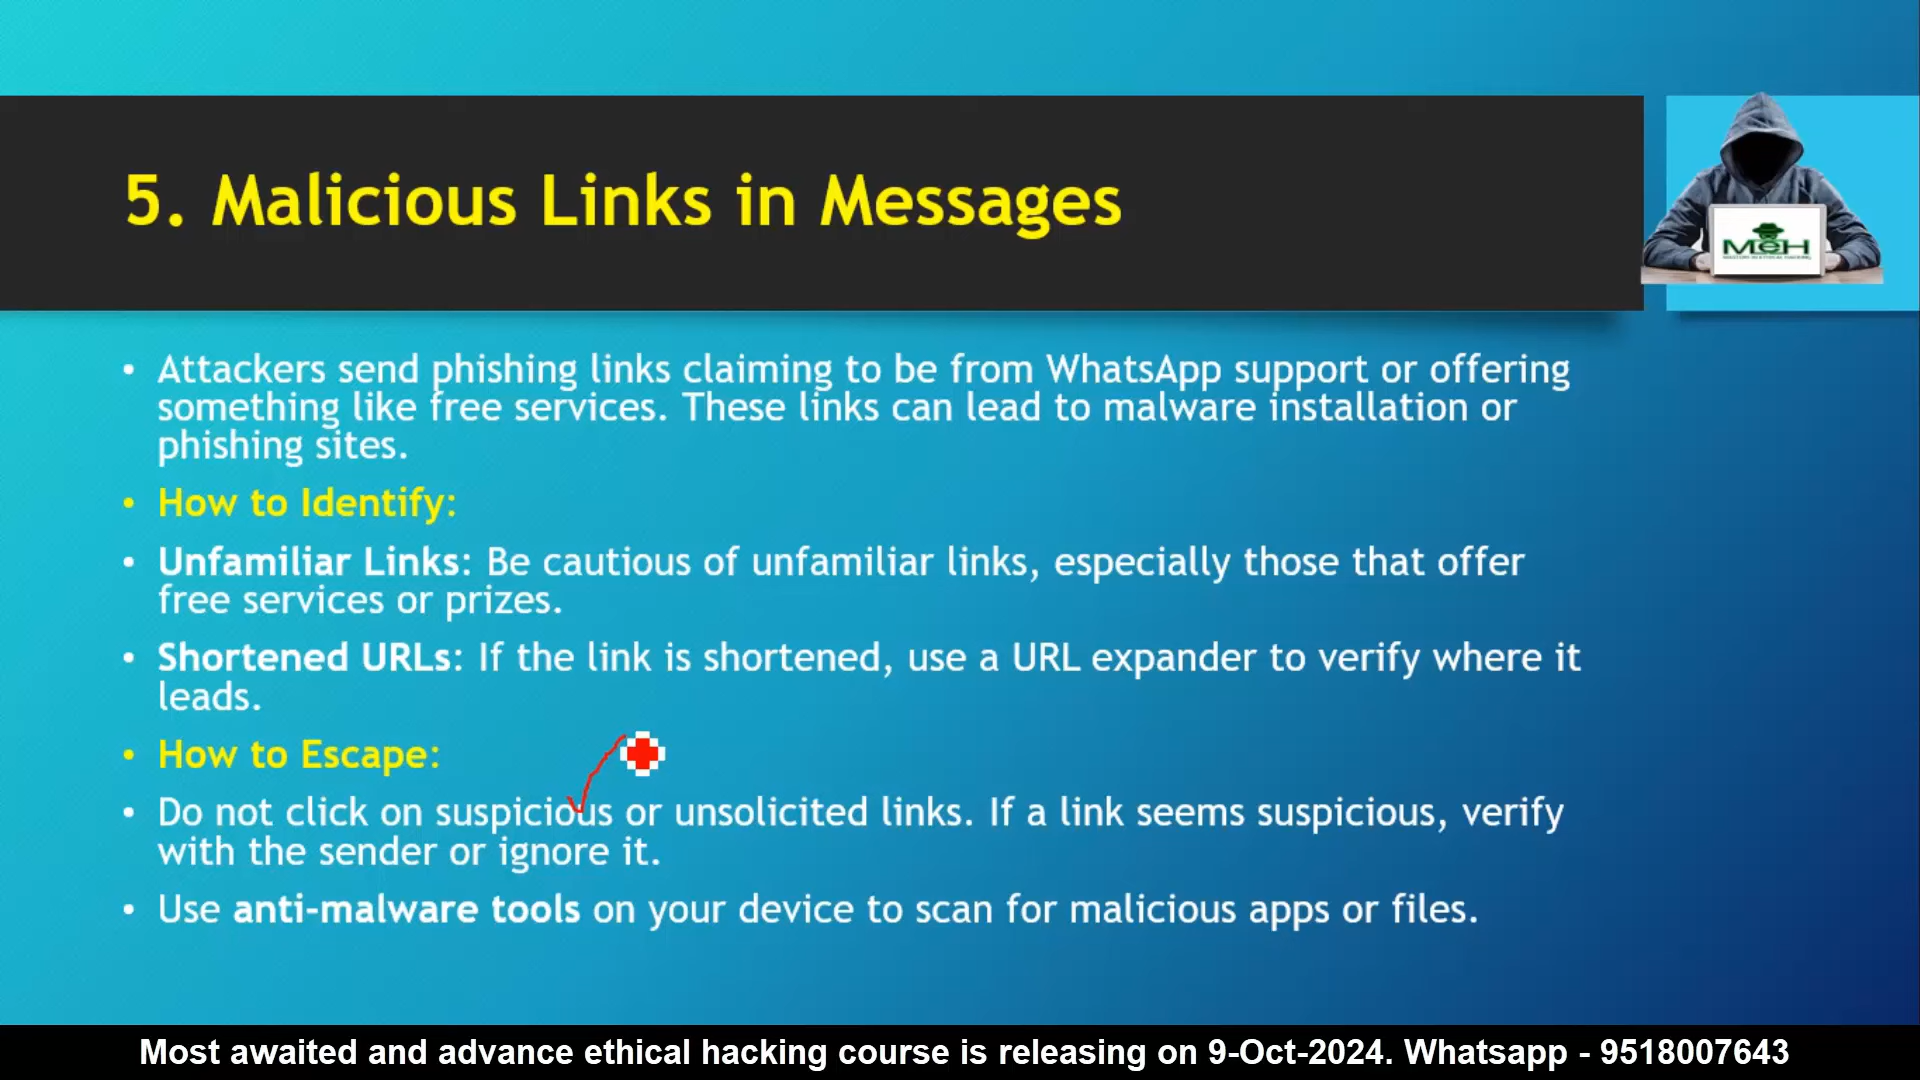 5. Malicious Links in Messages
MeH
• Attackers send phishing links claiming to be from WhatsApp support or offering
something like free services. These links can lead to malware installation or
phishing sites.
• How to Identify:
• Unfamiliar Links: Be cautious of unfamiliar links, especially those that offer
free services or prizes.
• Shortened URLs: If the link is shortened, use a URL expander to verify where it
leads.
• How to Escape:
• Do not click on suspicious or unsolicited links. If a link seems suspicious, verify
with the sender or ignore it.
• Use anti-malware tools on your device to scan for malicious apps or files.
Most awaited and advance ethical hacking course is releasing on 9-Oct-2024. Whatsapp - 9518007643